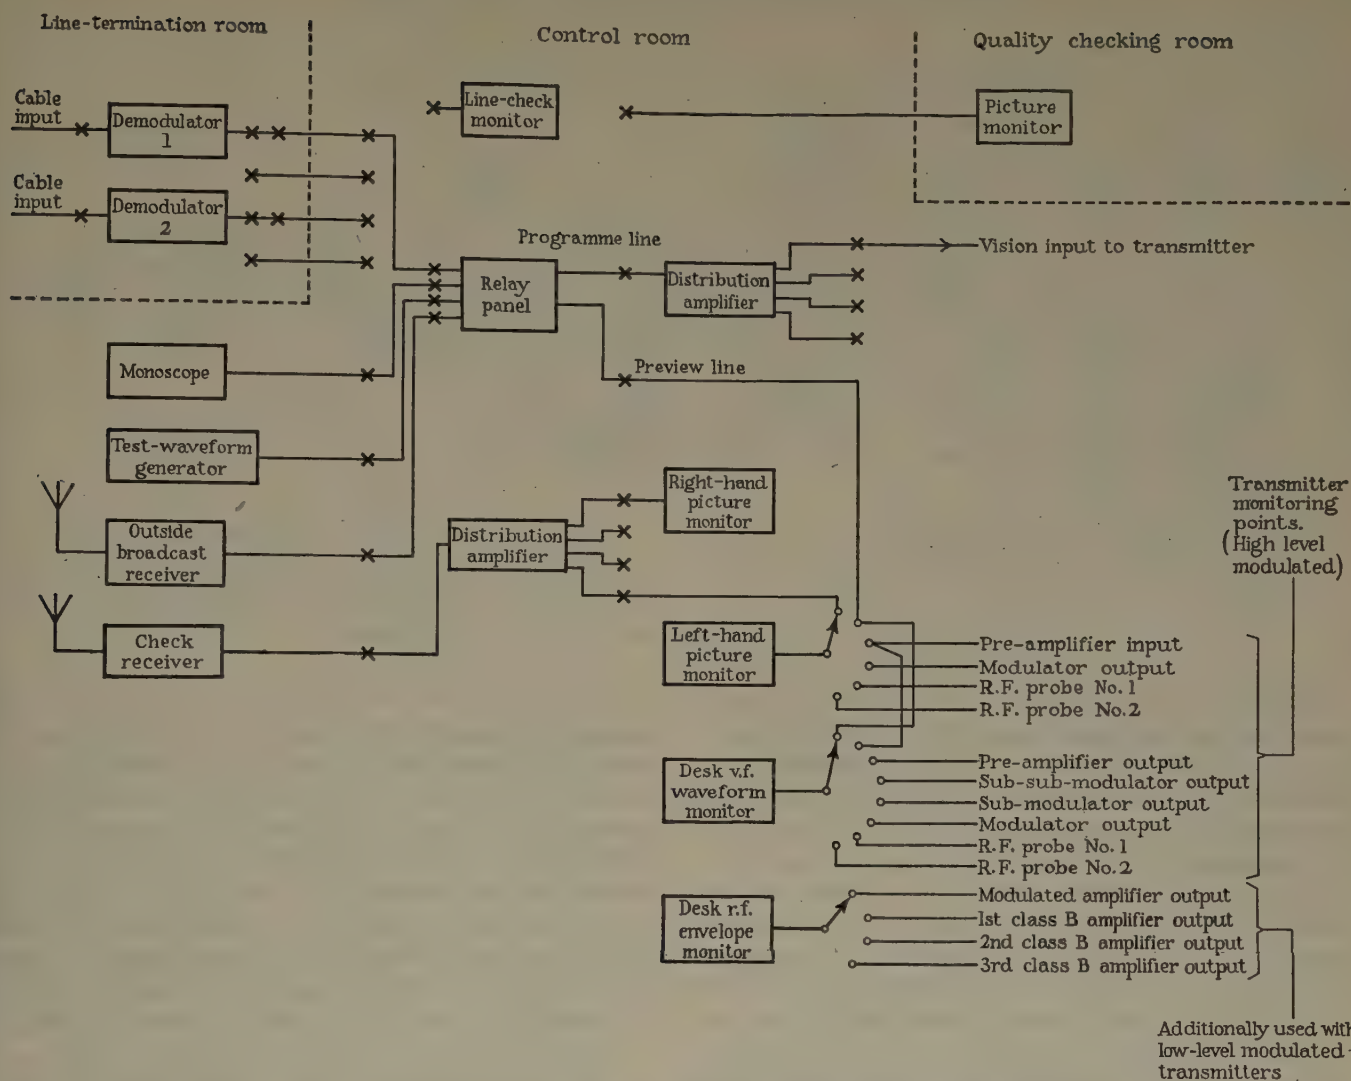 Line-termination room
Control room
Quality checking room
Cable
input
Demodulator
1
Line-check
monitor
Picture
monitor
Cable
input
Demodulator
2
Programme line
Relay
panel
Distribution
amplifier
Vision input to transmitter
Preview line
Monoscope
Test-waveform
generator
Outside
broadcast
receiver
Check
receiver
Distribution
amplifier
Right-hand
picture
monitor
Left-hand
picture
monitor
Transmitter
monitoring
points.
(High level
modulated)
Pre-amplifier input
Modulator output
R.F. probe No.1
R.F. probe No.2
Desk v.f.
waveform
monitor
Pre-amplifier output
Sub-sub-modulator output
Sub-modulator output
Modulator output
R.F. probe No.1
R.F. probe No.2
Desk r.f.
envelope
monitor
Modulated amplifier output
1st class B amplifier output
2nd class B amplifier output
3rd class B amplifier output
Additionally used with
low-level modulated
transmitters